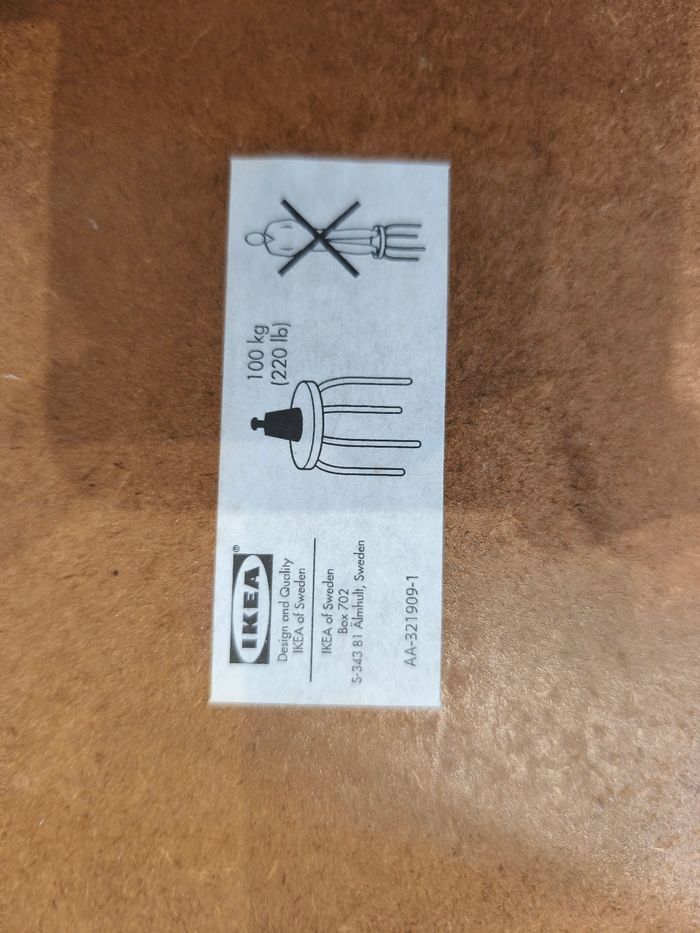 IKEA®
Design and Quality
IKEA of Sweden
IKEA of Sweden
Box 702
S-343 81 Älmhult, Sweden
AA-321909-1
100 kg
(220 lb)